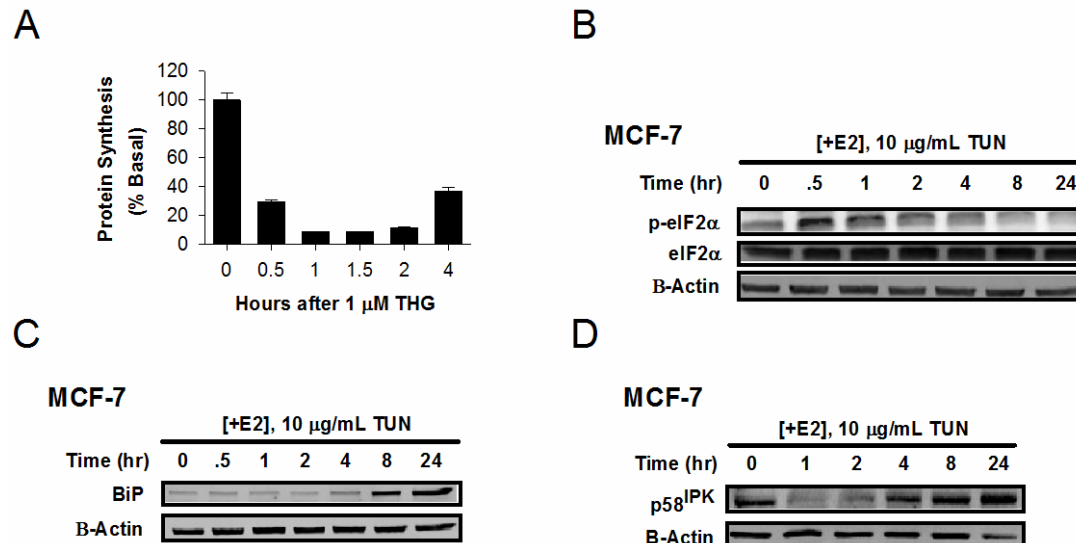 A
Protein Synthesis
(% Basal)
120
100
80
60
40
20
0
0 0.5 1 1.5 2 4
Hours after 1 µM THG
B
MCF-7
[+E2], 10 µg/mL TUN
Time (hr) 0 .5 1 2 4 8 24
p-eIF2α
eIF2α
B-Actin
C
MCF-7
[+E2], 10 µg/mL TUN
Time (hr) 0 .5 1 2 4 8 24
BiP
B-Actin
D
MCF-7
[+E2], 10 µg/mL TUN
Time (hr) 0 1 2 4 8 24
p58IPK
B-Actin